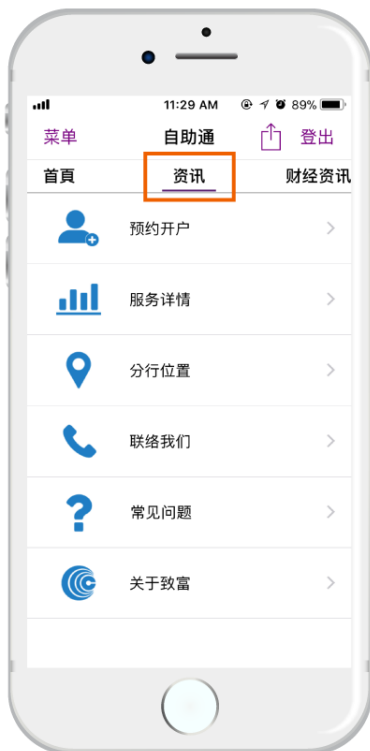 11:29 AM 89%
菜单 自助通 登出
首頁 资讯 财经资讯
预约开户
服务详情
分行位置
联络我们
常见问题
关于致富